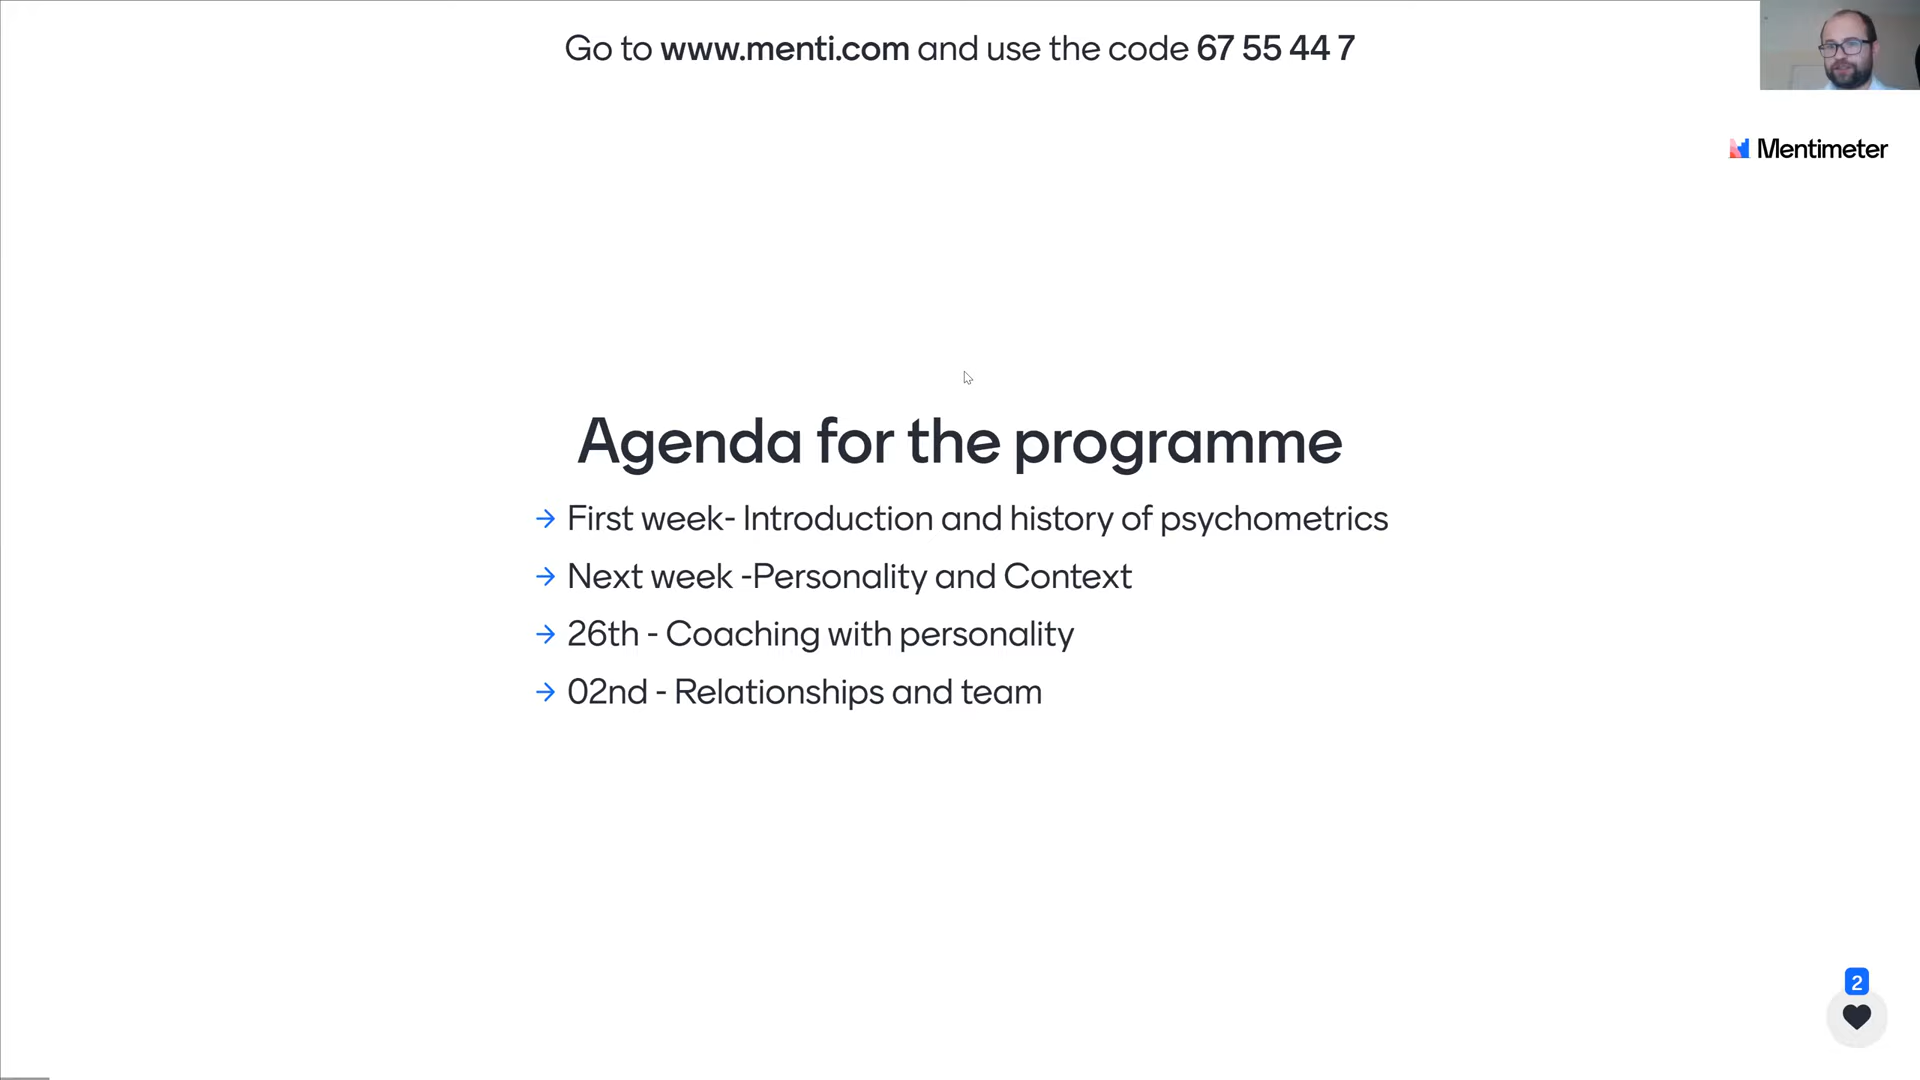 Go to www.menti.com and use the code 67 55 44 7
Mentimeter
Agenda for the programme
→ First week- Introduction and history of psychometrics
→ Next week -Personality and Context
→ 26th - Coaching with personality
→ 02nd - Relationships and team
2